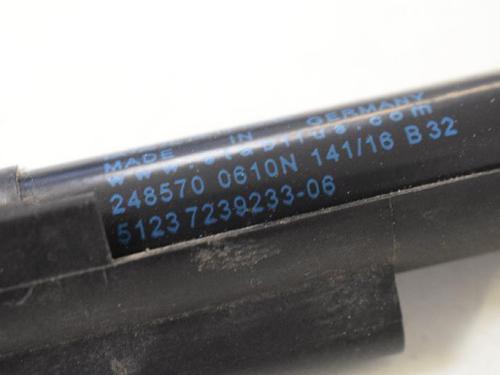 MADE IN GERMANY
www.stabilus.com
248570 0610N 141/16 B32
51237239233-06